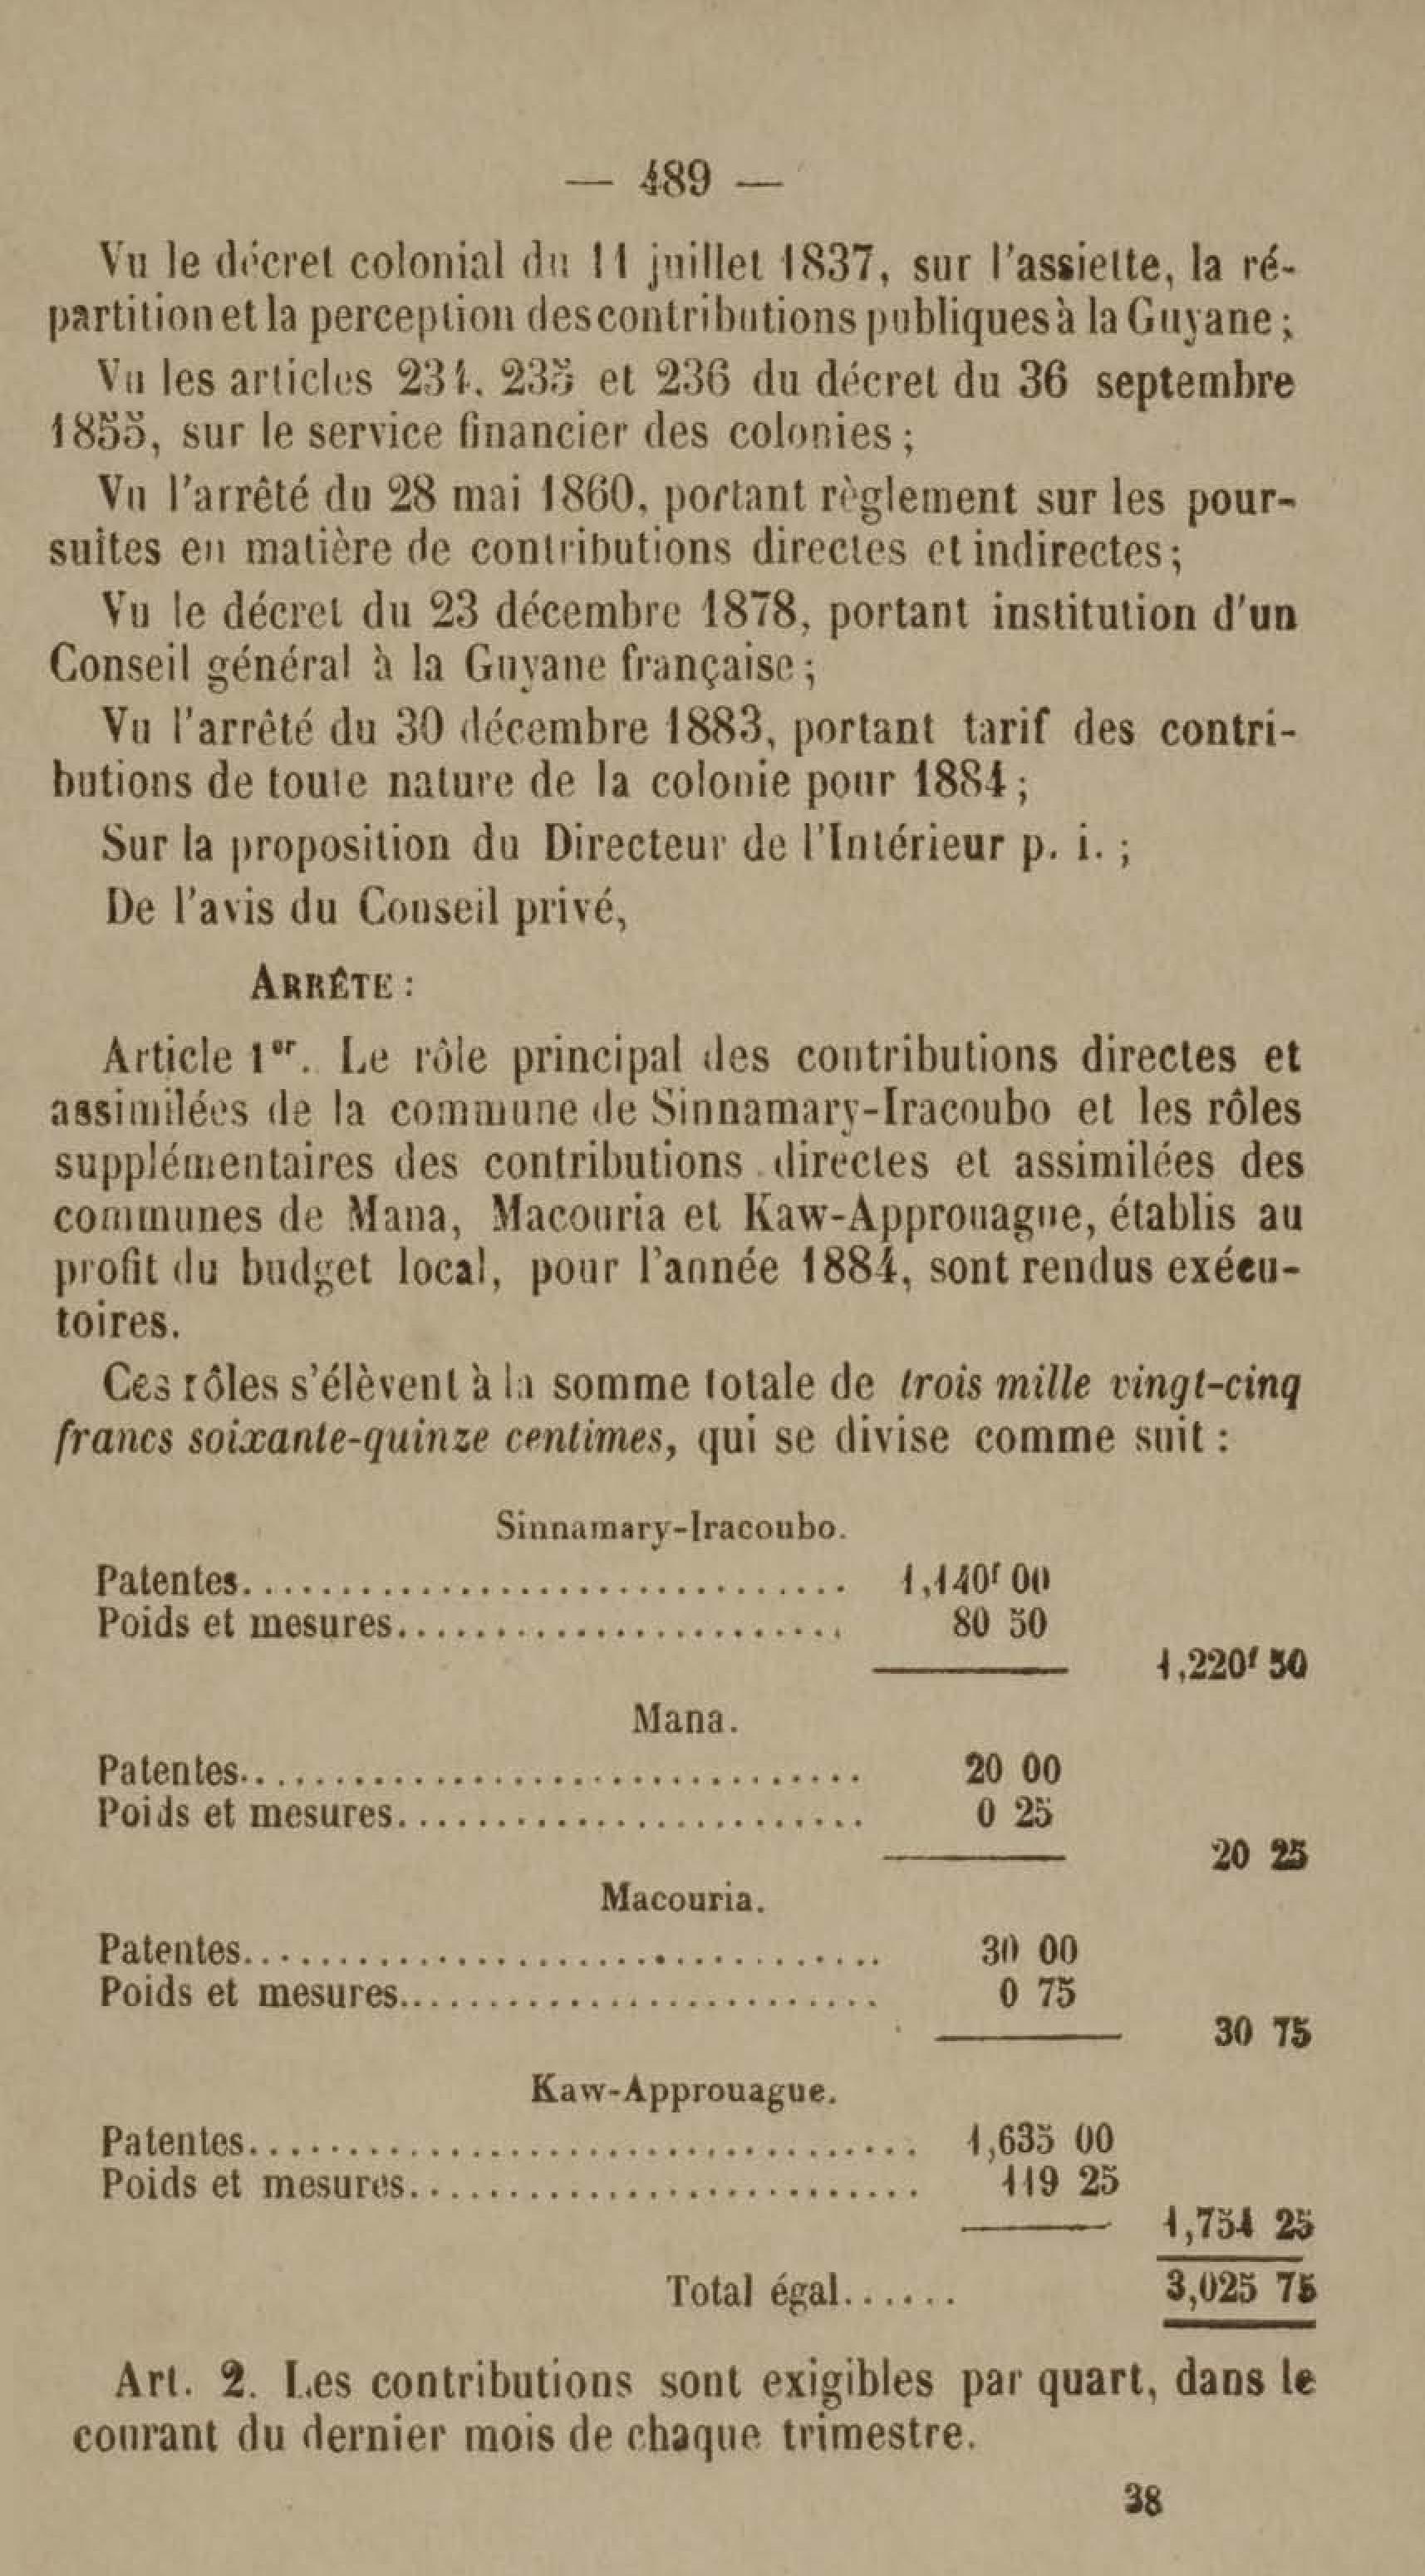 — 489 —
Vu le décret colonial du 11 juillet 1837, sur l'assiette, la ré-
partition et la perception des contributions publiques à la Guyane ;
Vu les articles 234, 235 et 236 du décret du 36 septembre
1855, sur le service financier des colonies ;
Vu l'arrêté du 28 mai 1860, portant règlement sur les pour-
suites en matière de contributions directes et indirectes ;
Vu le décret du 23 décembre 1878, portant institution d'un
Conseil général à la Guyane française ;
Vu l'arrêté du 30 décembre 1883, portant tarif des contri-
butions de toute nature de la colonie pour 1884 ;
Sur la proposition du Directeur de l'Intérieur p. i. ;
De l'avis du Conseil privé,
ARRÊTE :
Article 1er. Le rôle principal des contributions directes et
assimilées de la commune de Sinnamary-Iracoubo et les rôles
supplémentaires des contributions directes et assimilées des
communes de Mana, Macouria et Kaw-Approuague, établis au
profit du budget local, pour l'année 1884, sont rendus exécu-
toires.
Ces rôles s'élèvent à la somme totale de trois mille vingt-cinq
francs soixante-quinze centimes, qui se divise comme suit :
Sinnamary-Iracoubo.
Patentes.............................. 1,140f 00
Poids et mesures....................... 80 50
1,220f 50
Mana.
Patentes.............................. 20 00
Poids et mesures....................... 0 25
20 25
Macouria.
Patentes.............................. 30 00
Poids et mesures....................... 0 75
30 75
Kaw-Approuague.
Patentes.............................. 1,635 00
Poids et mesures....................... 119 25
1,754 25
Total égal....... 3,025 75
Art. 2. Les contributions sont exigibles par quart, dans le
courant du dernier mois de chaque trimestre.
38